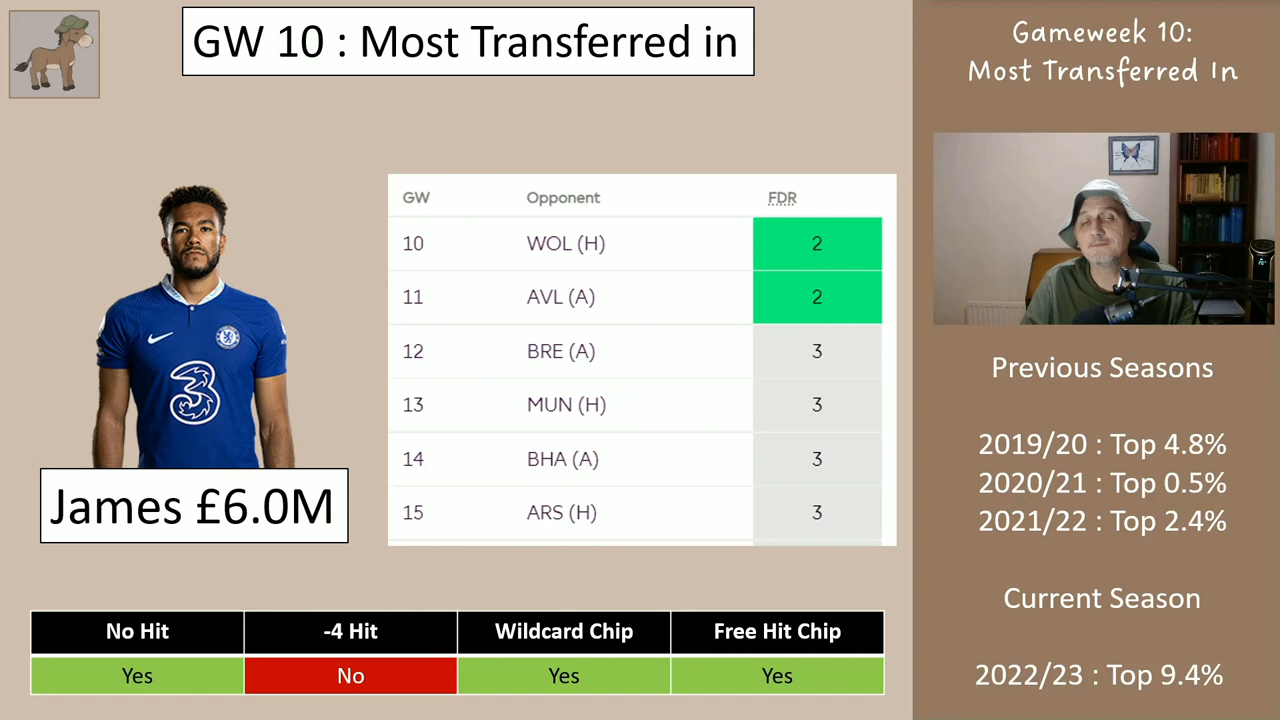 GW 10 : Most Transferred in
Gameweek 10:
Most Transferred In
GW Opponent FDR
10 WOL (H) 2
11 AVL (A) 2
12 BRE (A) 3
13 MUN (H) 3
14 BHA (A) 3
15 ARS (H) 3
3
James £6.0M
No Hit -4 Hit Wildcard Chip Free Hit Chip
Yes No Yes Yes
Previous Seasons
2019/20 : Top 4.8%
2020/21 : Top 0.5%
2021/22 : Top 2.4%
Current Season
2022/23 : Top 9.4%